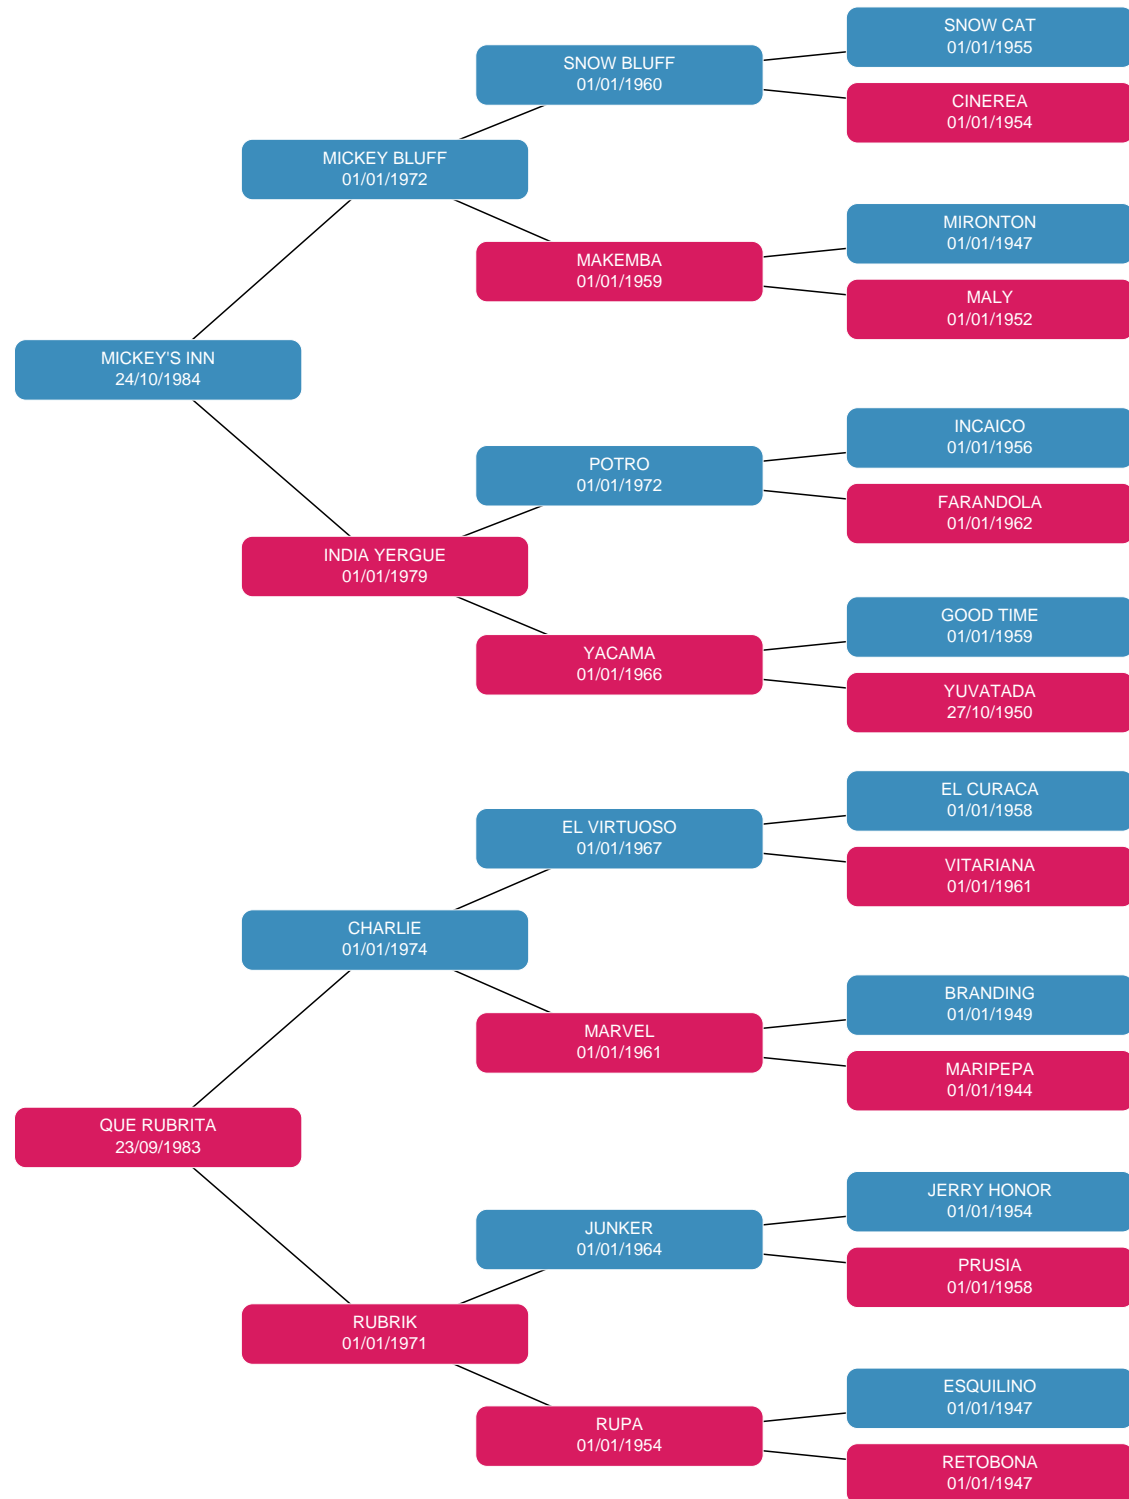 SNOW CAT
01/01/1955
SNOW BLUFF
01/01/1960
CINEREA
01/01/1954
MICKEY BLUFF
01/01/1972
MIRONTON
01/01/1947
MAKEMBA
01/01/1959
MALY
01/01/1952
MICKEY'S INN
24/10/1984
INCAICO
01/01/1956
POTRO
01/01/1972
FARANDOLA
01/01/1962
INDIA YERGUE
01/01/1979
GOOD TIME
01/01/1959
YACAMA
01/01/1966
YUVATADA
27/10/1950
EL CURACA
01/01/1958
EL VIRTUOSO
01/01/1967
VITARIANA
01/01/1961
CHARLIE
01/01/1974
BRANDING
01/01/1949
MARVEL
01/01/1961
MARIPEPA
01/01/1944
QUE RUBRITA
23/09/1983
JERRY HONOR
01/01/1954
JUNKER
01/01/1964
PRUSIA
01/01/1958
RUBRIK
01/01/1971
ESQUILINO
01/01/1947
RUPA
01/01/1954
RETOBONA
01/01/1947